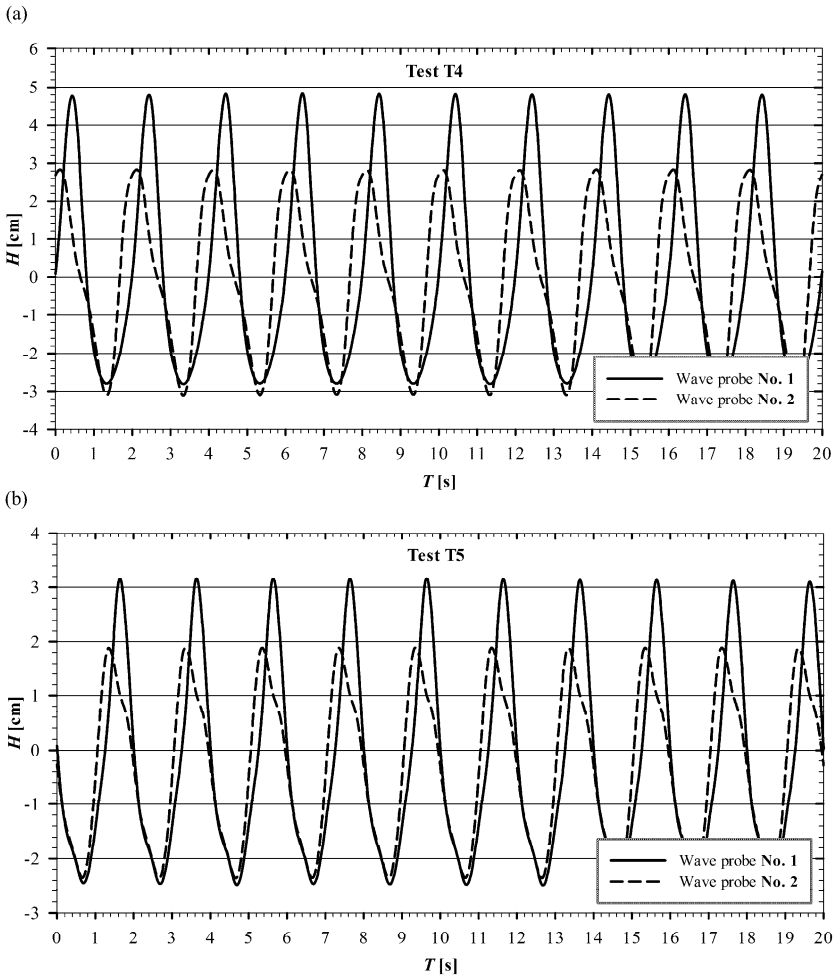 (a)
Test T4
6
5
4
3
2
1
0
-1
-2
-3
-4
H [cm]
Wave probe No. 1
Wave probe No. 2
0 1 2 3 4 5 6 7 8 9 10 11 12 13 14 15 16 17 18 19 20
T [s]
(b)
Test T5
4
3
2
1
0
-1
-2
-3
H [cm]
Wave probe No. 1
Wave probe No. 2
0 1 2 3 4 5 6 7 8 9 10 11 12 13 14 15 16 17 18 19 20
T [s]